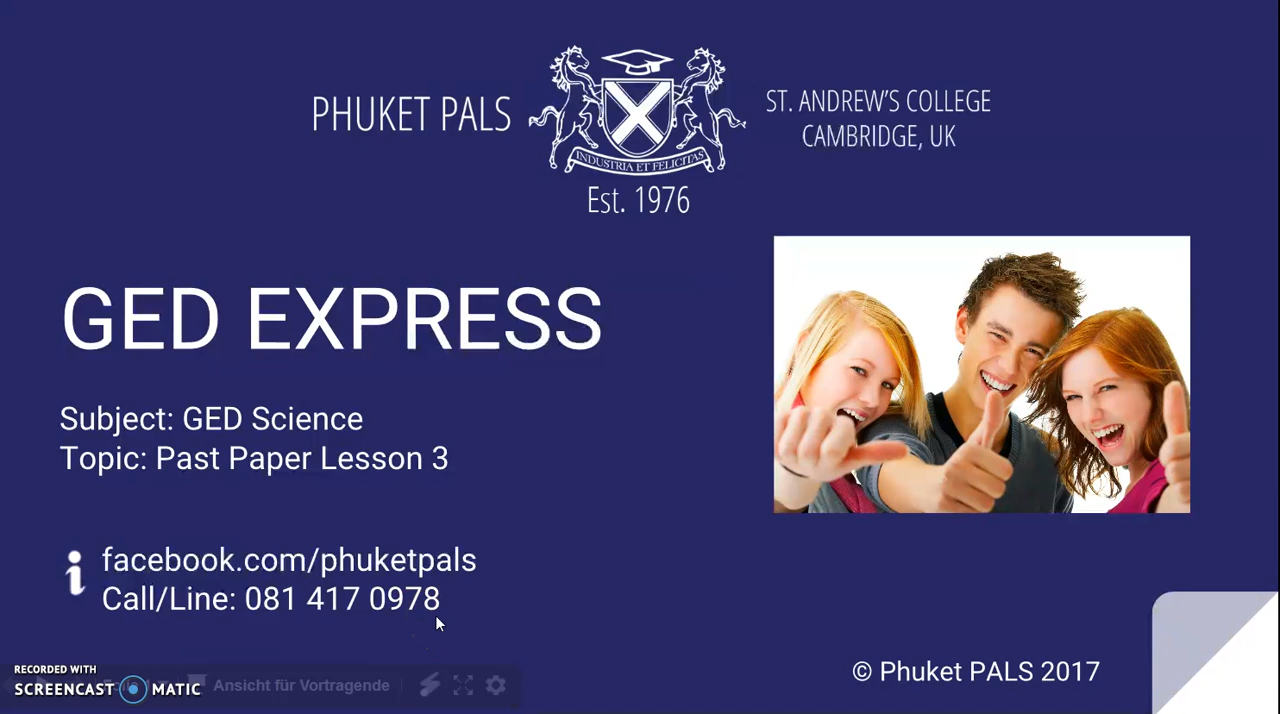 PHUKET PALS
ST. ANDREW'S COLLEGE
CAMBRIDGE, UK
INDUSTRIA ET FELICITAS
Est. 1976
GED EXPRESS
Subject: GED Science
Topic: Past Paper Lesson 3
facebook.com/phuketpals
Call/Line: 081 417 0978
© Phuket PALS 2017
RECORDED WITH
SCREENCAST MATIC
Ansicht für Vortragende